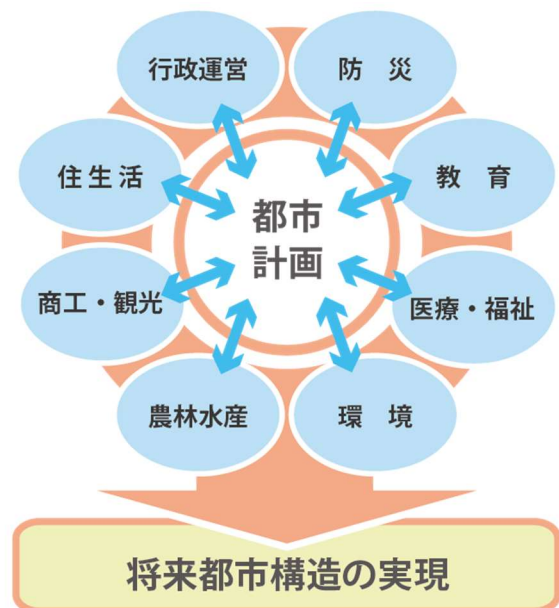 行政運営
防　災
住生活
教　育
都市
計画
商工・観光
医療・福祉
農林水産
環　境
将来都市構造の実現